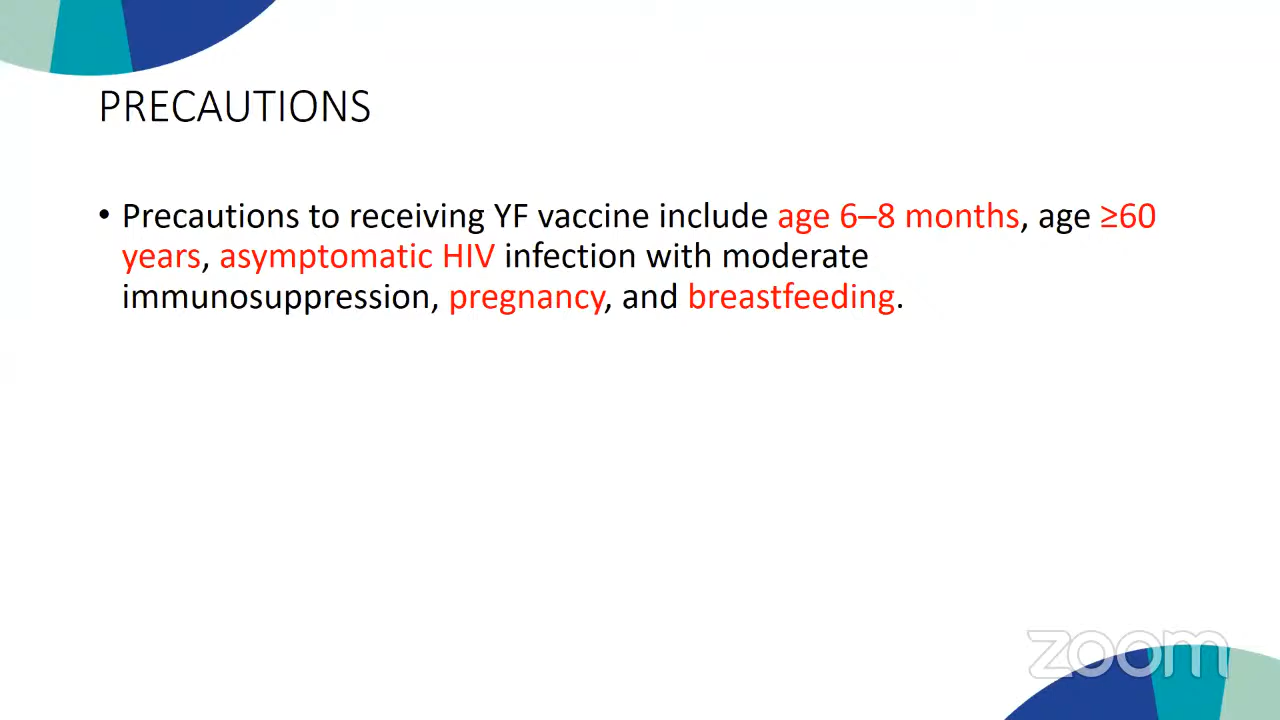 PRECAUTIONS
• Precautions to receiving YF vaccine include age 6–8 months, age ≥60
years, asymptomatic HIV infection with moderate
immunosuppression, pregnancy, and breastfeeding.
zoom